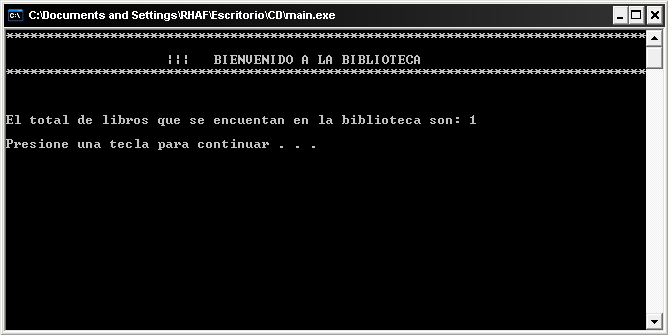 C:\Documents and Settings\RHAF\Escritorio\CD\main.exe
********************************************************************************
¦¦¦ BIENVENIDO A LA BIBLIOTECA
********************************************************************************
El total de libros que se encuentan en la biblioteca son: 1
Presione una tecla para continuar . . .